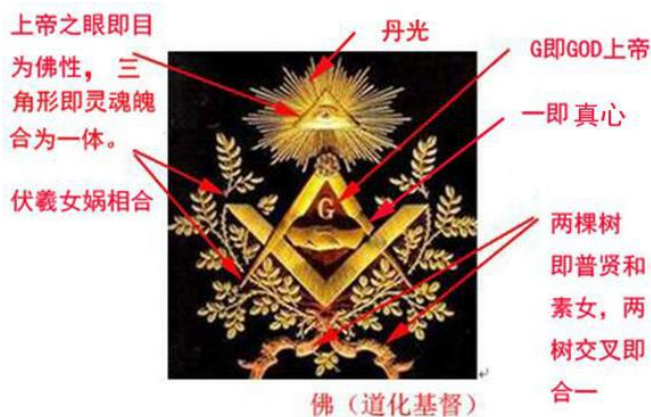 上帝之眼即目
为佛性，三
角形即灵魂魄
合为一体。
伏羲女娲相合
丹光
G即GOD上帝
一即真心
G
两棵树
即普贤和
素女，两
树交叉即
合一
佛（道化基督）